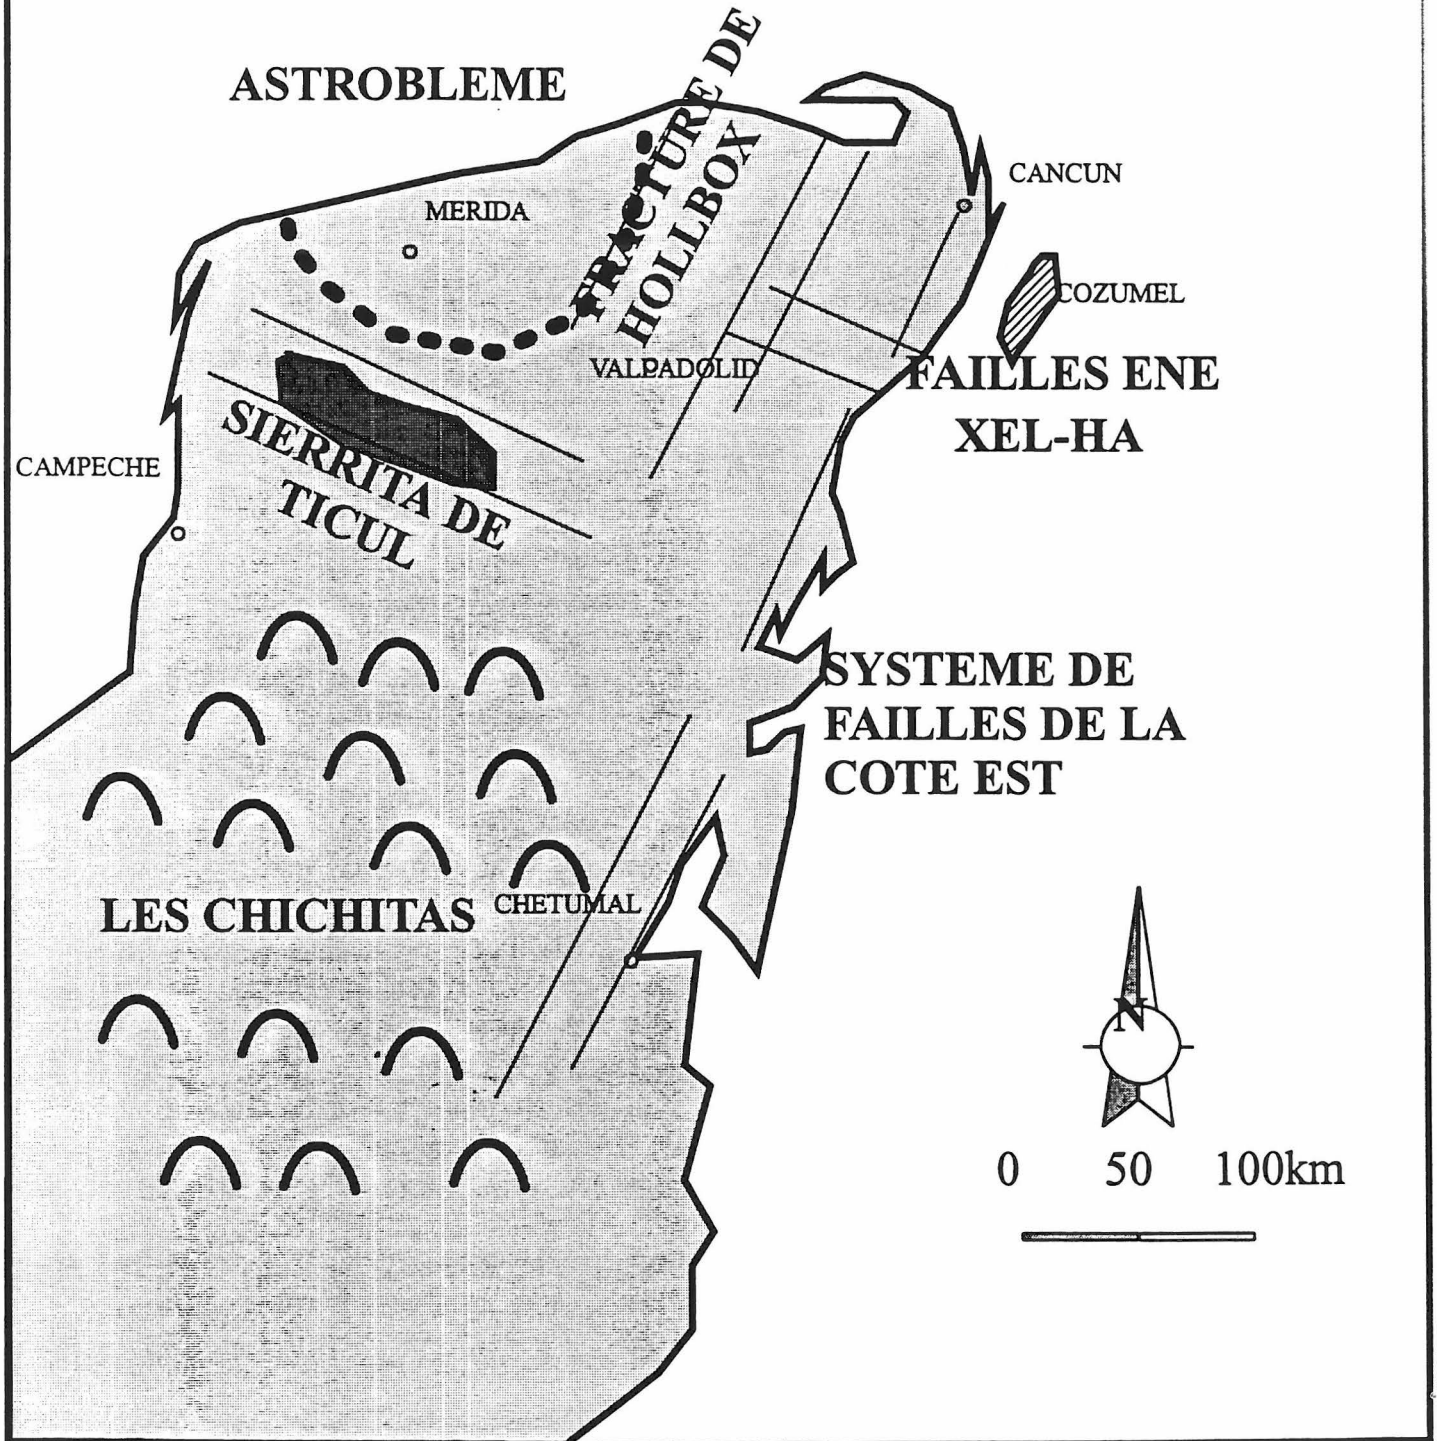 ASTROBLEME
FRACTURE DE
HOLLBOX
MERIDA
CANCUN
COZUMEL
VALPADOLID
FAILLES ENE
XEL-HA
SIERRITA DE
TICUL
CAMPECHE
SYSTEME DE
FAILLES DE LA
COTE EST
LES CHICHITAS
CHETUMAL
N
0 50 100km